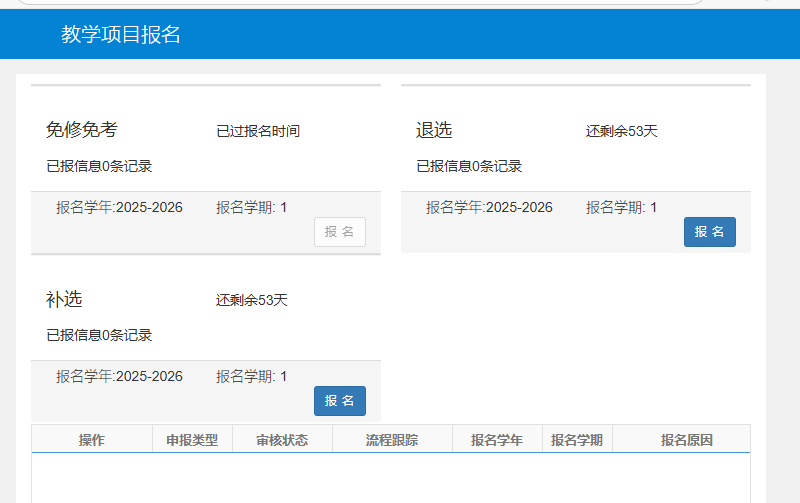 教学项目报名
免修免考 已过报名时间
已报信息0条记录
报名学年:2025-2026 报名学期: 1
报 名
退选 还剩余53天
已报信息0条记录
报名学年:2025-2026 报名学期: 1
报 名
补选 还剩余53天
已报信息0条记录
报名学年:2025-2026 报名学期: 1
报 名
操作 申报类型 审核状态 流程跟踪 报名学年 报名学期 报名原因